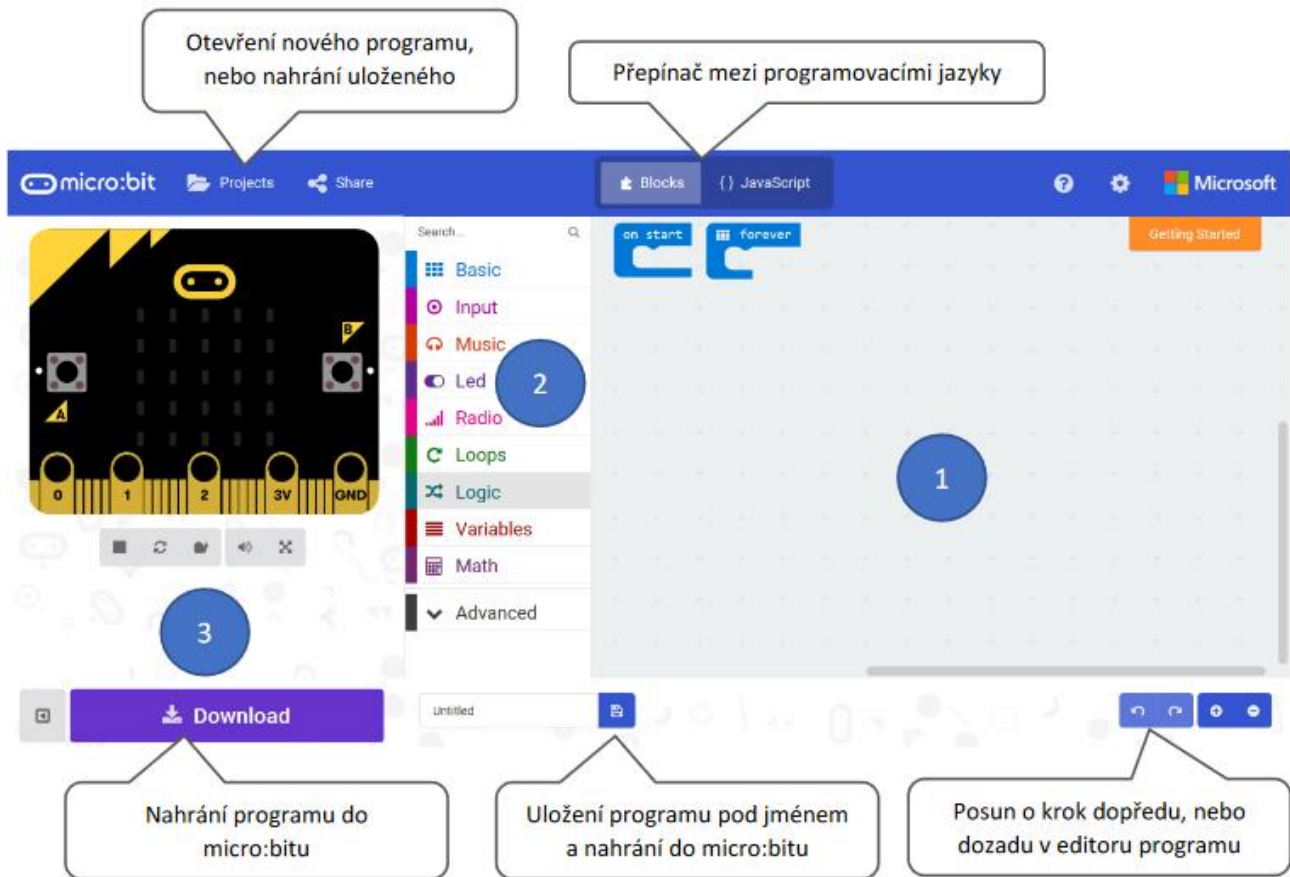 Otevření nového programu,
nebo nahrání uloženého
Přepínač mezi programovacími jazyky
micro:bit
Projects
Share
Blocks
{} JavaScript
?
Microsoft
Search...
on start
forever
Getting Started
Basic
Input
Music
Led
Radio
Loops
Logic
Variables
Math
Advanced
A
B
0
1
2
3V
GND
2
1
3
Download
Untitled
Nahrání programu do
micro:bitu
Uložení programu pod jménem
a nahrání do micro:bitu
Posun o krok dopředu, nebo
dozadu v editoru programu